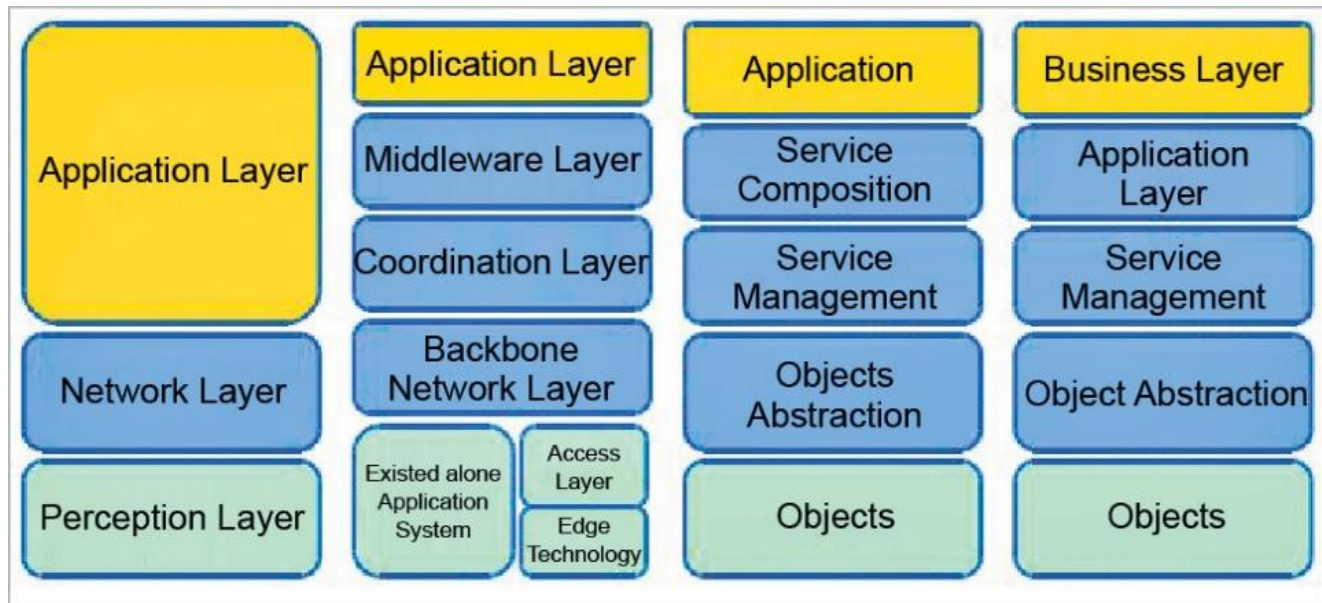 Application Layer
Network Layer
Perception Layer
Application Layer
Middleware Layer
Coordination Layer
Backbone
Network Layer
Existed alone
Application
System
Access
Layer
Edge
Technology
Application
Service
Composition
Service
Management
Objects
Abstraction
Objects
Business Layer
Application
Layer
Service
Management
Object Abstraction
Objects